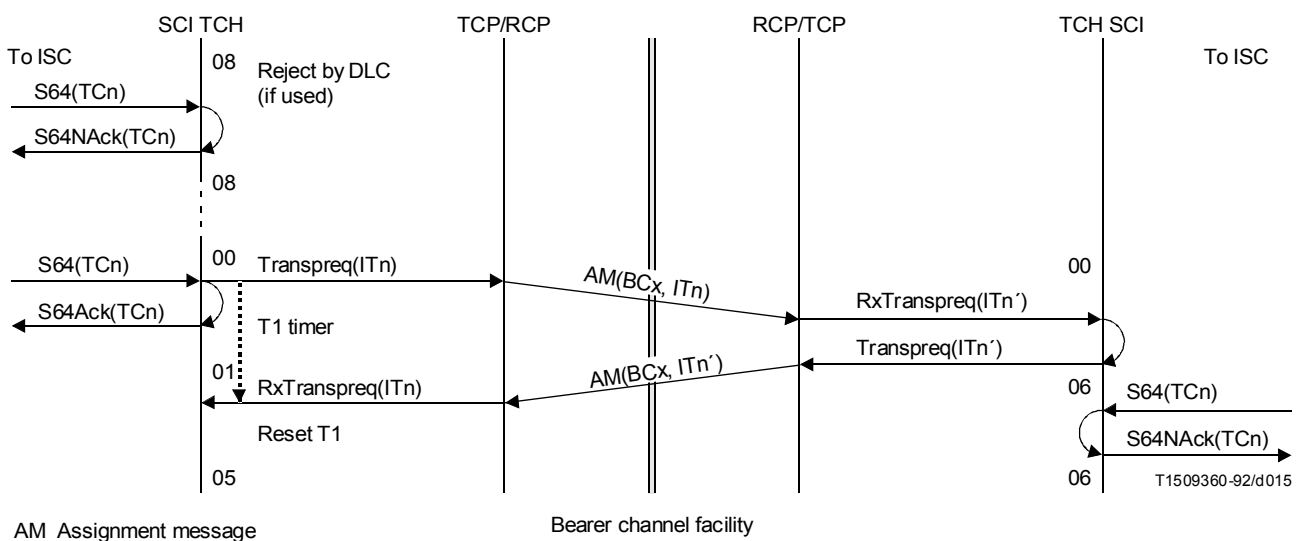 SCI TCH
TCP/RCP
RCP/TCP
TCH SCI
To ISC
To ISC
08
Reject by DLC
(if used)
S64(TCn)
S64NAck(TCn)
08
S64(TCn)
00
Transpreq(ITn)
AM(BCx, ITn)
00
RxTranspreq(ITn´)
S64Ack(TCn)
T1 timer
Transpreq(ITn´)
01
RxTranspreq(ITn)
AM(BCx, ITn´)
06
S64(TCn)
Reset T1
S64NAck(TCn)
05
06
T1509360-92/d015
AM Assignment message
Bearer channel facility